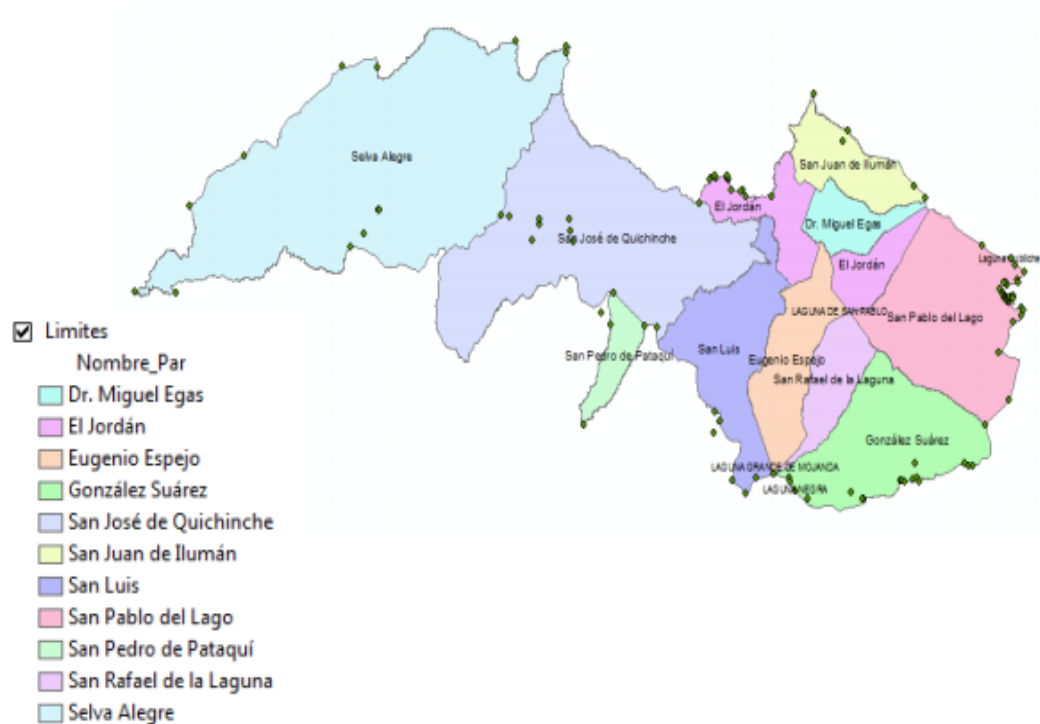 Selva Alegre
San Juan de Ilumán
El Jordán
Dr. Miguel Egas
San José de Quichinche
El Jordán
LAGUNA DE SAN PABLO
San Pablo del Lago
San Luis
San Pedro de Pataquí
Eugenio Espejo
San Rafael de la Laguna
González Suárez
LAGUNA GRANDE DE MOJANDA
LAGUNA NEGRA
Limites
Nombre_Par
Dr. Miguel Egas
El Jordán
Eugenio Espejo
González Suárez
San José de Quichinche
San Juan de Ilumán
San Luis
San Pablo del Lago
San Pedro de Pataquí
San Rafael de la Laguna
Selva Alegre